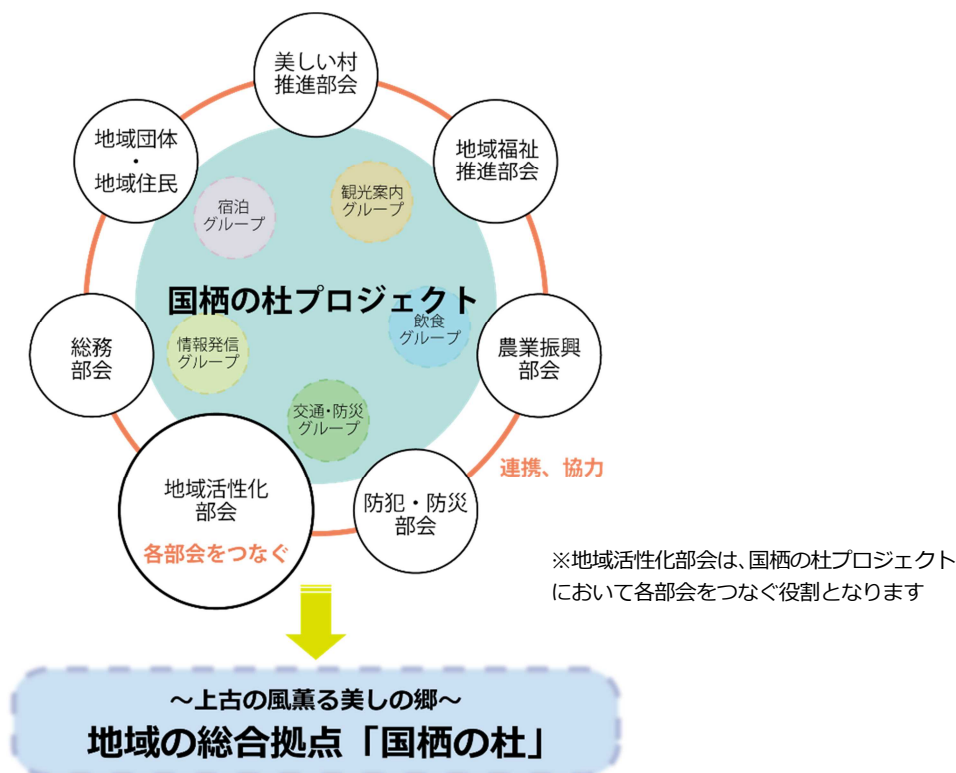 美しい村
推進部会
地域団体
・
地域住民
地域福祉
推進部会
宿泊
グループ
観光案内
グループ
国栖の杜プロジェクト
飲食
グループ
情報発信
グループ
総務
部会
農業振興
部会
交通・防災
グループ
連携、協力
地域活性化
部会
各部会をつなぐ
防犯・防災
部会
※地域活性化部会は、国栖の杜プロジェクト
において各部会をつなぐ役割となります
～上古の風薫る美しの郷～
地域の総合拠点「国栖の杜」